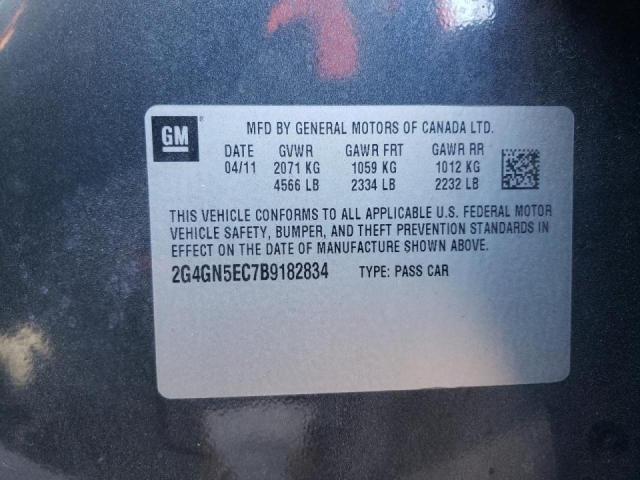 GM
MFD BY GENERAL MOTORS OF CANADA LTD.
DATE GVWR GAWR FRT GAWR RR
04/11 2071 KG 1059 KG 1012 KG
4566 LB 2334 LB 2232 LB
THIS VEHICLE CONFORMS TO ALL APPLICABLE U.S. FEDERAL MOTOR
VEHICLE SAFETY, BUMPER, AND THEFT PREVENTION STANDARDS IN
EFFECT ON THE DATE OF MANUFACTURE SHOWN ABOVE.
2G4GN5EC7B9182834 TYPE: PASS CAR